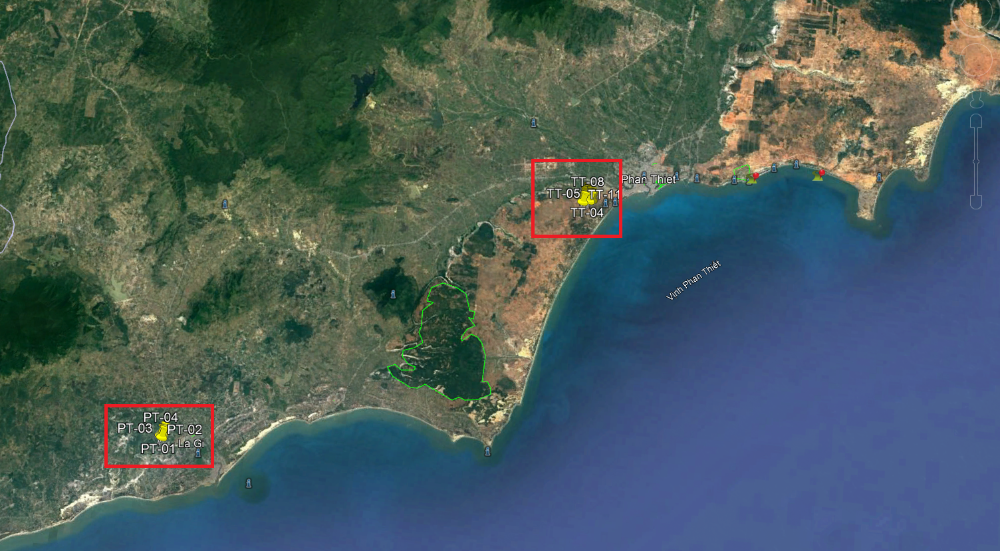 TT-08
Phan Thiet
TT-05
TT-11
TT-04
Vịnh Phan Thiết
PT-04
PT-03
PT-02
La Gi
PT-01